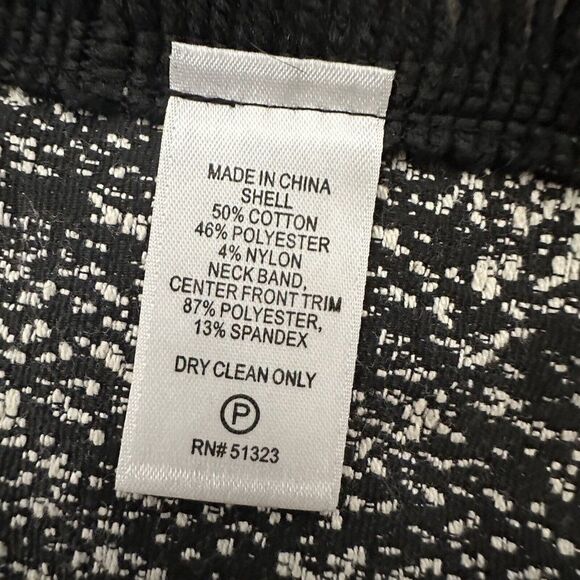 MADE IN CHINA
SHELL
50% COTTON
46% POLYESTER
4% NYLON
NECK BAND,
CENTER FRONT TRIM
87% POLYESTER,
13% SPANDEX
DRY CLEAN ONLY
P
RN# 51323